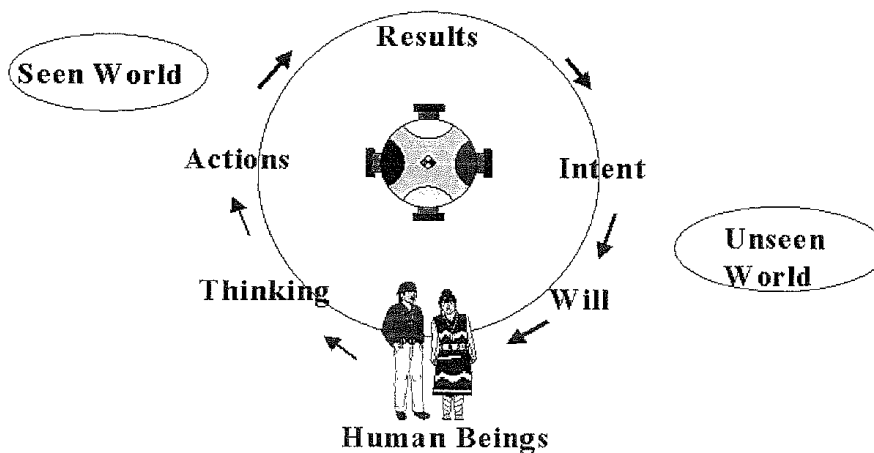 Results
Seen World
Actions
Intent
Unseen
World
Thinking
Will
Human Beings